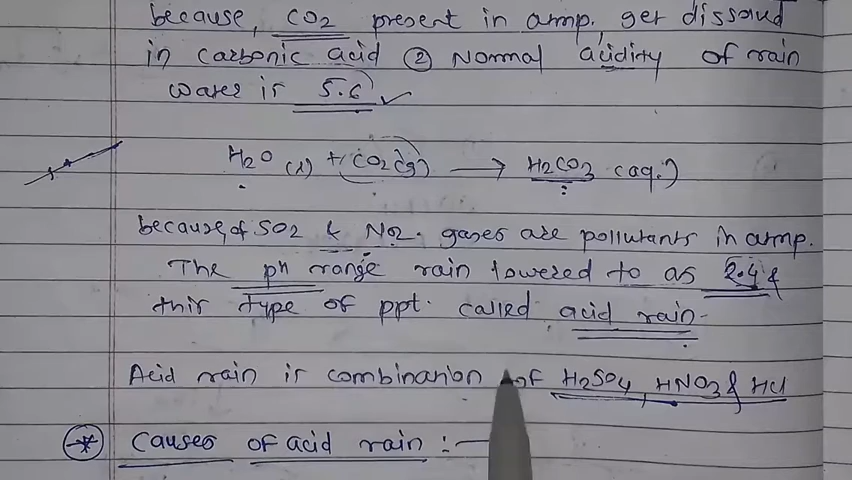 because, CO2 present in atmp, get dissolved
in carbonic acid ② Normal acidity of rain
water is 5.6
H2O (l) + CO2(g) → H2CO3 (aq.)
because, of SO2 & NO2. gases are pollutants in atmp.
The pH range rain lowered to as 2.4 &
this type of ppt. called acid rain.
Acid rain is combination of H2SO4, HNO3 & HCl
* Causes of acid rain :-